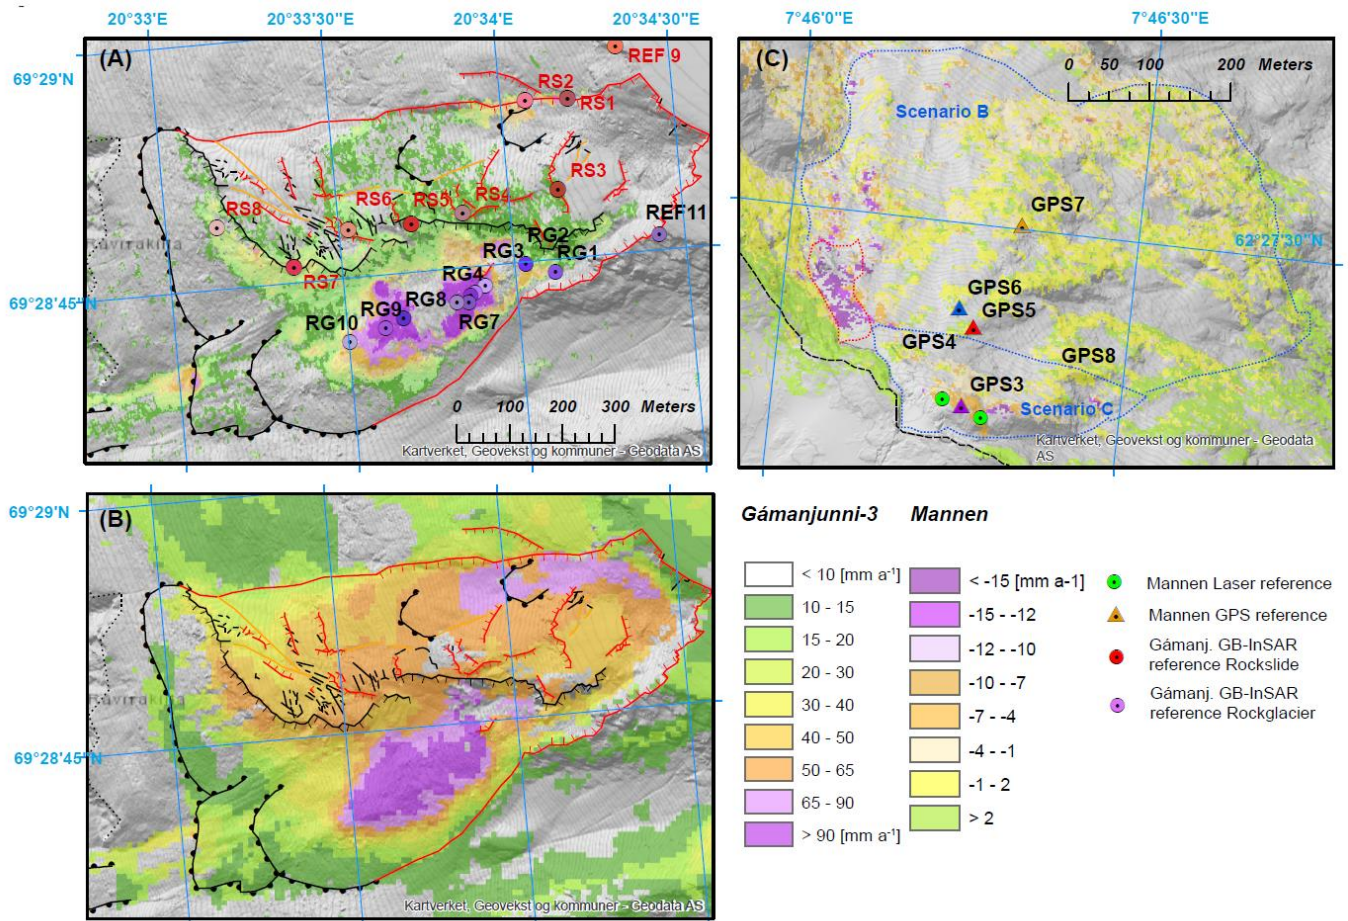 20°33'E
20°33'30"E
20°34'E
20°34'30"E
7°46'0"E
7°46'30"E
69°29'N
(A)
REF 9
RS2
RS1
RS3
RS4
RS5
RS6
RS8
RS7
REF11
RG2
RG1
RG3
RG4
RG8
RG9
RG7
RG10
69°28'45"N
0 100 200 300 Meters
Kartverket, Geovekst og kommuner - Geodata AS
(C)
0 50 100 200 Meters
Scenario B
GPS7
62°27'30"N
GPS6
GPS5
GPS4
GPS8
GPS3
Scenario C
Kartverket, Geovekst og kommuner - Geodata
AS
69°29'N
(B)
69°28'45"N
Kartverket, Geovekst og kommuner - Geodata AS
Gámanjunni-3
< 10 [mm a⁻¹]
10 - 15
15 - 20
20 - 30
30 - 40
40 - 50
50 - 65
65 - 90
> 90 [mm a⁻¹]
Mannen
< -15 [mm a-1]
-15 - -12
-12 - -10
-10 - -7
-7 - -4
-4 - -1
-1 - 2
> 2
Mannen Laser reference
Mannen GPS reference
Gámanj. GB-InSAR
reference Rockslide
Gámanj. GB-InSAR
reference Rockglacier